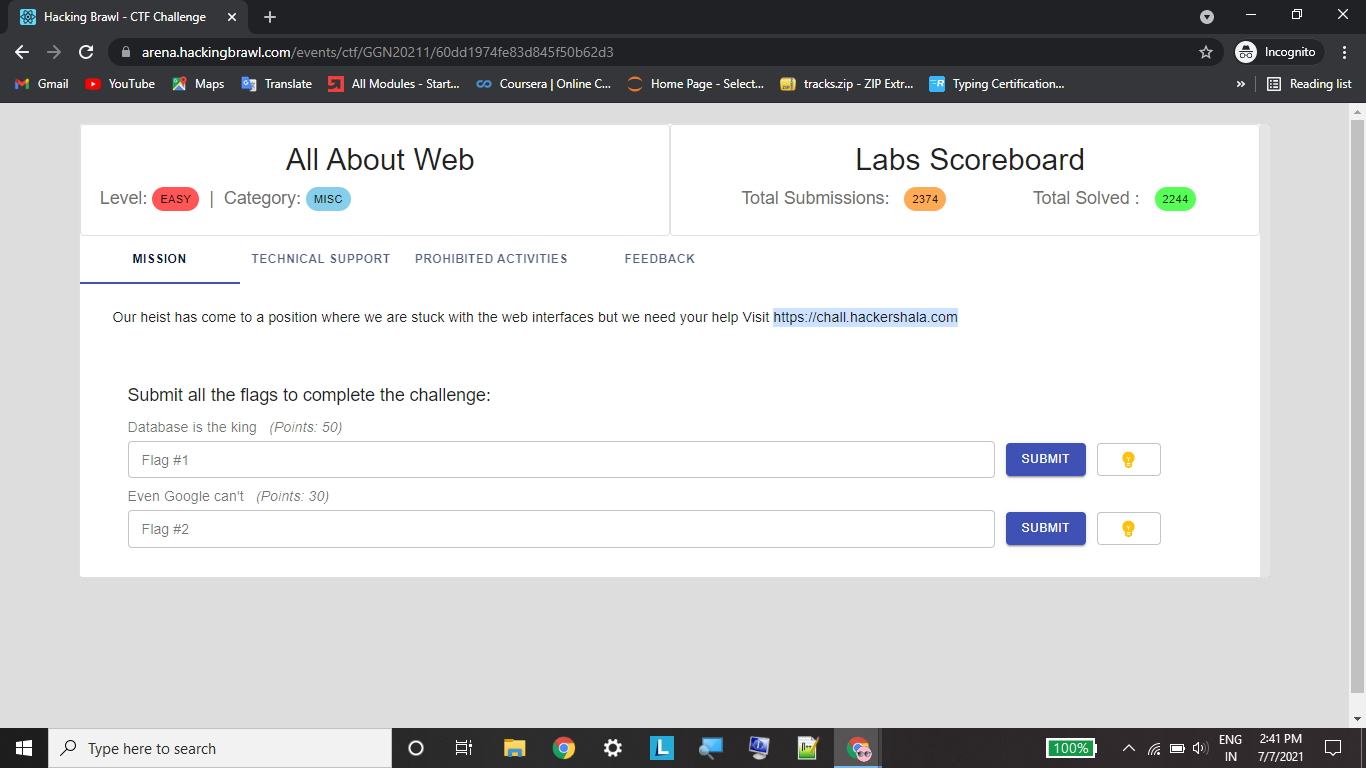 Hacking Brawl - CTF Challenge
arena.hackingbrawl.com/events/ctf/GGN20211/60dd1974fe83d845f50b62d3
Incognito
Gmail YouTube Maps Translate All Modules - Start... Coursera | Online C... Home Page - Select... tracks.zip - ZIP Extr... Typing Certification... » Reading list
All About Web
Level: EASY | Category: MISC
Labs Scoreboard
Total Submissions: 2374 Total Solved : 2244
MISSION TECHNICAL SUPPORT PROHIBITED ACTIVITIES FEEDBACK
Our heist has come to a position where we are stuck with the web interfaces but we need your help Visit https://chall.hackershala.com
Submit all the flags to complete the challenge:
Database is the king (Points: 50)
Flag #1 SUBMIT
Even Google can't (Points: 30)
Flag #2 SUBMIT
Type here to search
100%
ENG
IN
2:41 PM
7/7/2021